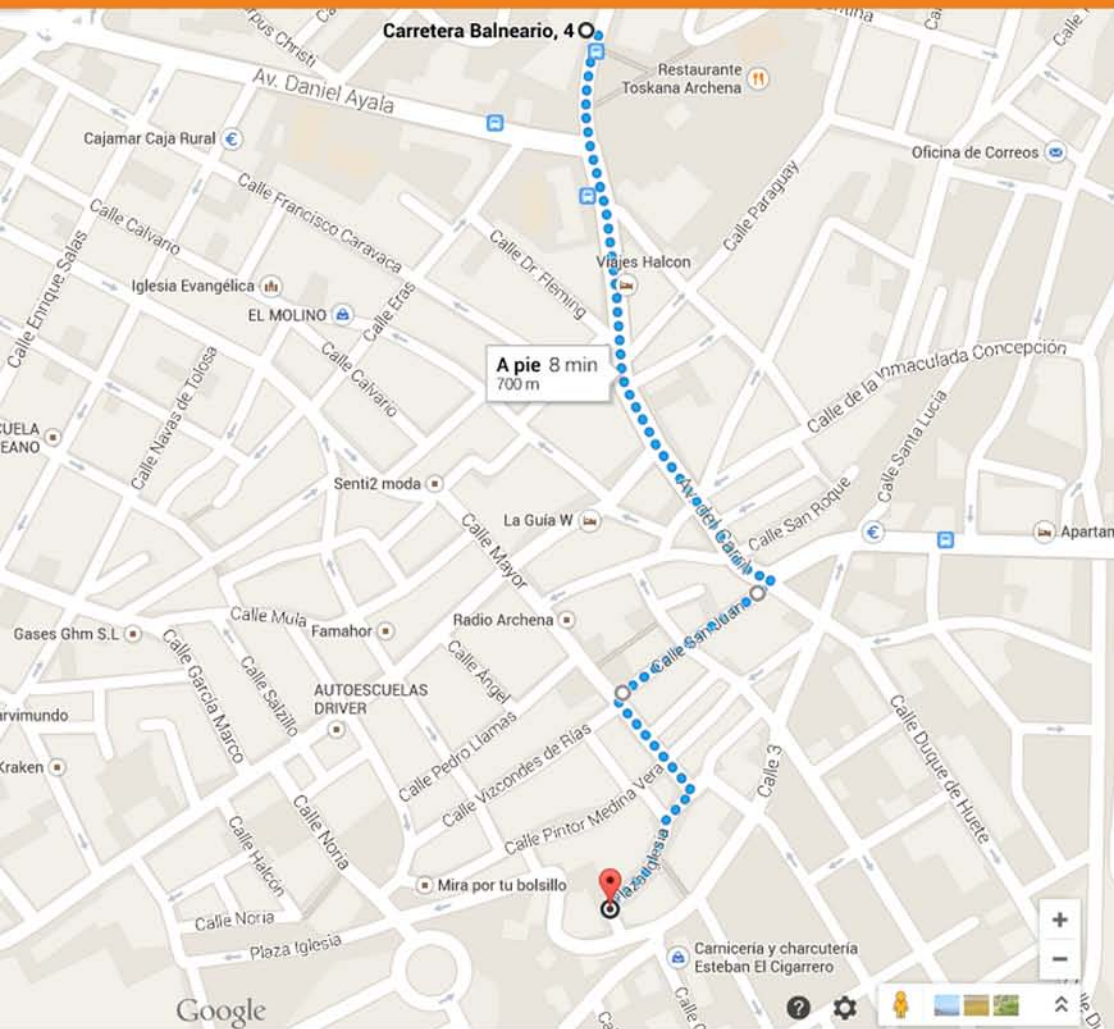 Carretera Balneario, 4
Restaurante
Toskana Archena
Av. Daniel Ayala
Cajamar Caja Rural
Oficina de Correos
Calle Francisco Caravaca
Calle Calvario
Calle Paraguay
Calle Dr. Fleming
Viajes Halcon
Calle Enrique Salas
Iglesia Evangélica
EL MOLINO
Calle Eras
Calle Calvario
A pie 8 min
700 m
Calle Navas de Tolosa
Calle de la Inmaculada Concepción
Calle Santa Lucía
Senti2 moda
Calle San Roque
La Guía W
Calle Mayor
Av. del Carril
Apartan
Radio Archena
Calle San Juan
Calle Mula
Famahor
Gases Ghm S.L
Calle García Marco
Calle Salzillo
Calle Ángel
AUTOESCUELAS
DRIVER
Calle Pedro Llamas
Calle Vizcondes de Rías
Calle Pintor Medina Vera
Calle 3
Calle Duque de Huete
Kraken
Calle Noria
Calle Halcón
Plaza Iglesia
Mira por tu bolsillo
Calle Noria
Plaza Iglesia
Carnicería y charcutería
Esteban El Cigarrero
Google